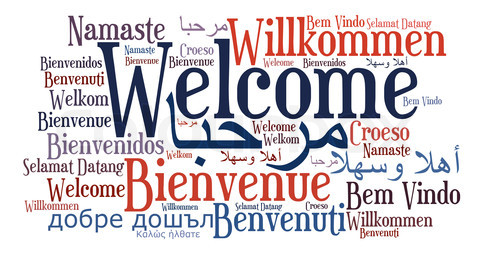 Namaste
مرحبا
Willkommen
Bem Vindo
Selamat Datang
Namaste
Croeso
Bienvenidos
Bienvenue
Bienvenue
Welcome
Bienvenidos
أهلا وسهلا
Benvenuti
Welcome
Welkom
Bem Vindo
Bienvenue
مرحبا
مرحبا
Welcome
Croeso
Bienvenidos
Welkom
Namaste
Welkom
أهلا وسهلا
مرحبا
أهلا وسهلا
Selamat Datang
Welcome
Bienvenue
Bem Vindo
Willkommen
Willkommen
Selamat Datang
Croeso
добре дошъл
Benvenuti
Willkommen
Καλώς ήλθατε
Benvenuti